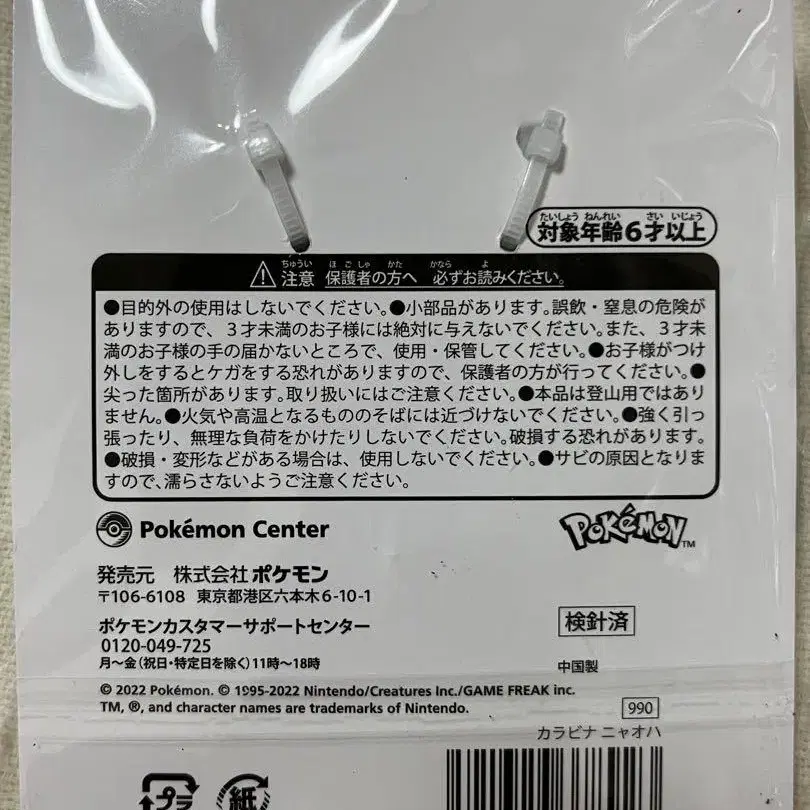 対象年齢6才以上
たいしょう ねんれい さい いじょう
⚠注意 保護者の方へ 必ずお読みください。
ちゅうい ほごしゃ かた かなら よ
●目的外の使用はしないでください。●小部品があります。誤飲・窒息の危険が
ありますので、3才未満のお子様には絶対に与えないでください。また、3才未
満のお子様の手の届かないところで、使用・保管してください。●お子様がつけ
外しをするとケガをする恐れがありますので、保護者の方が行ってください。●
尖った箇所があります。取り扱いにはご注意ください。●本品は登山用ではあり
ません。●火気や高温となるもののそばには近づけないでください。●強く引っ
張ったり、無理な負荷をかけたりしないでください。破損する恐れがあります。
●破損・変形などがある場合は、使用しないでください。●サビの原因となりま
すので、濡らさないようご注意ください。
Pokémon Center
POKéMON™
発売元 株式会社ポケモン
〒106-6108 東京都港区六本木6-10-1
ポケモンカスタマーサポートセンター
0120-049-725
月〜金(祝日・特定日を除く)11時〜18時
検針済
中国製
© 2022 Pokémon. © 1995-2022 Nintendo/Creatures Inc./GAME FREAK inc.
TM, ®, and character names are trademarks of Nintendo.
990
カラビナ ニャオハ
プラ
紙